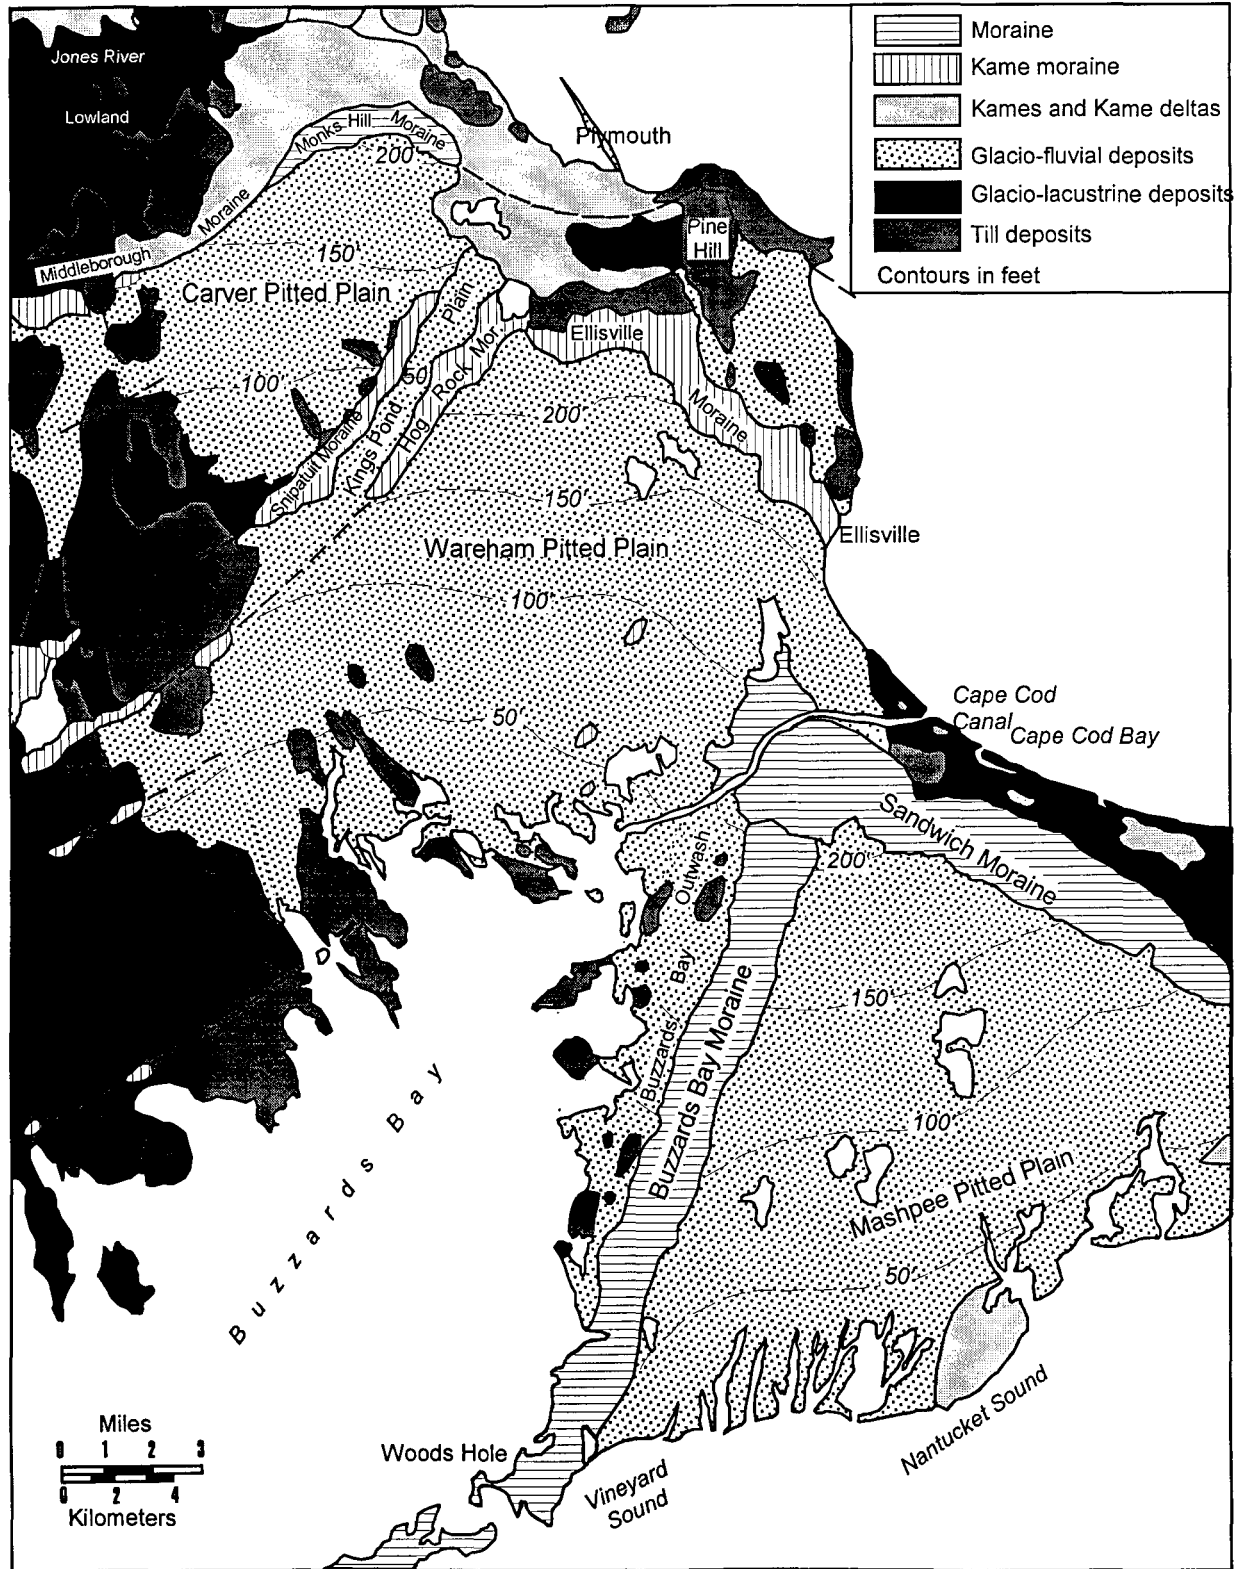 Moraine
Kame moraine
Kames and Kame deltas
Glacio-fluvial deposits
Glacio-lacustrine deposits
Till deposits
Contours in feet
Jones River
Lowland
Monks Hill Moraine
Plymouth
200'
Moraine
Pine
Hill
Middleborough
150'
Carver Pitted Plain
Plain
Ellisville
Rock Mor
50'
100'
Moraine
200'
Hog
Snipatuit Moraine
Kings Pond
150'
Ellisville
Wareham Pitted Plain
100'
50'
Cape Cod
Canal
Cape Cod Bay
Sandwich Moraine
200'
Outwash
Bay
Buzzards
Buzzards Bay Moraine
150'
100'
Buzzards Bay
Mashpee Pitted Plain
50'
Nantucket Sound
Miles
0 1 2 3
0 2 4
Kilometers
Woods Hole
Vineyard
Sound